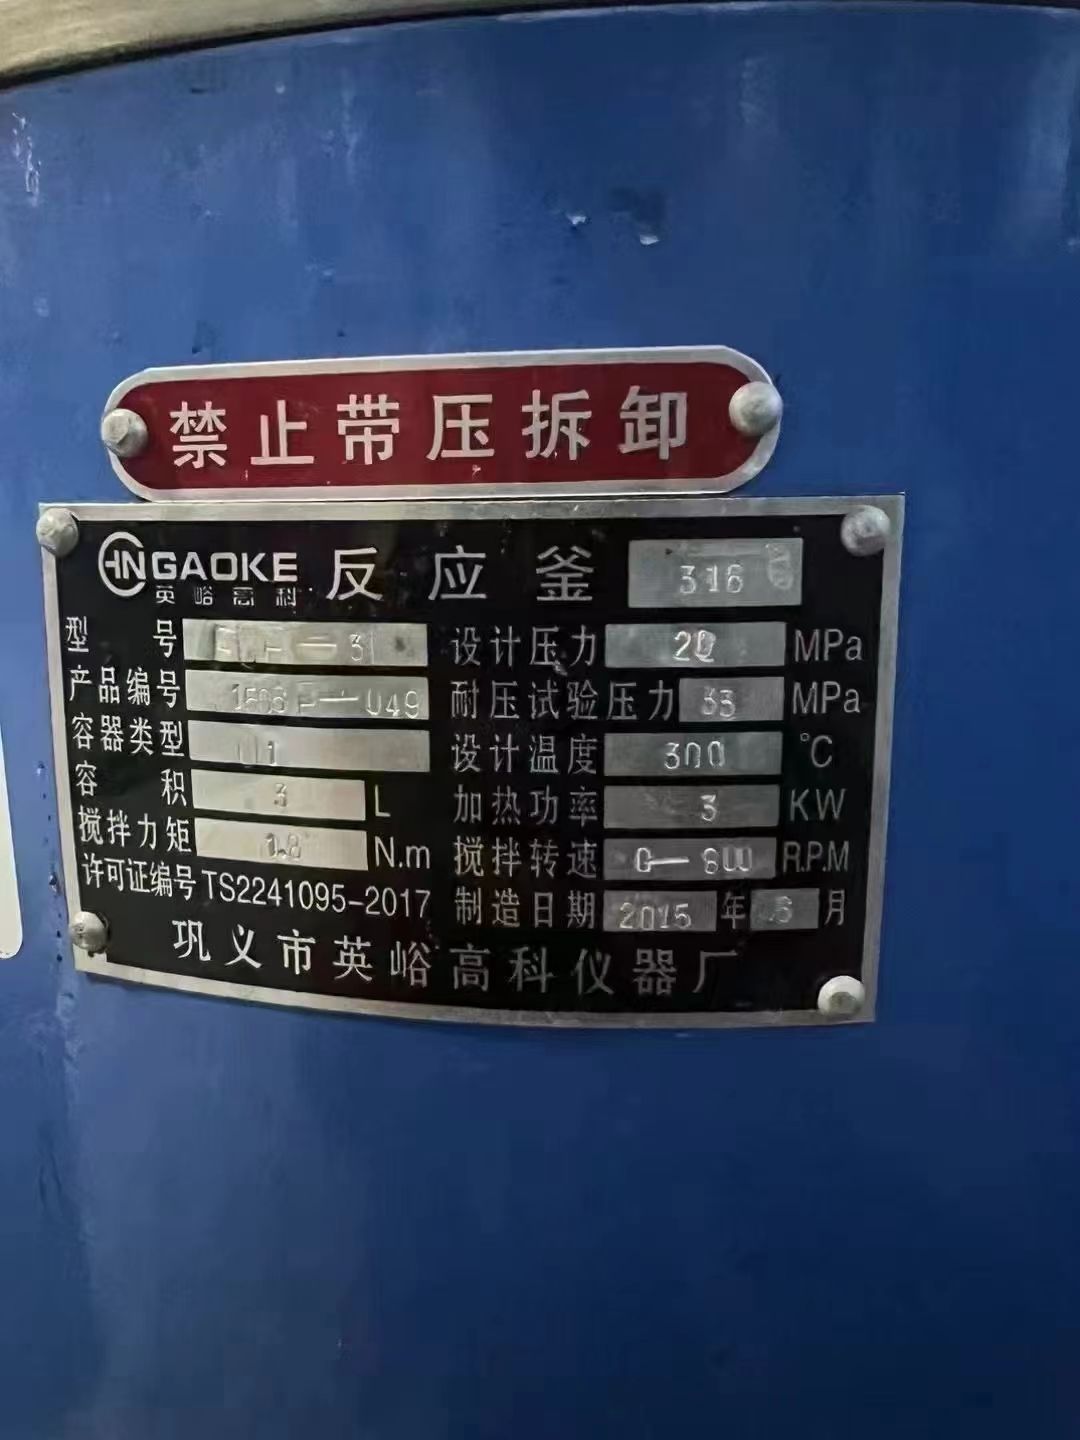 禁止带压拆卸
GAOKE 英峪高科 反应釜 316
型号 设计压力 20 MPa
产品编号 耐压试验压力 33 MPa
容器类型 设计温度 300 ℃
容积 3 L 加热功率 3 KW
搅拌力矩 1.8 N.m 搅拌转速 R.P.M
许可证编号 TS2241095-2017 制造日期 2015 年 6 月
巩义市英峪高科仪器厂